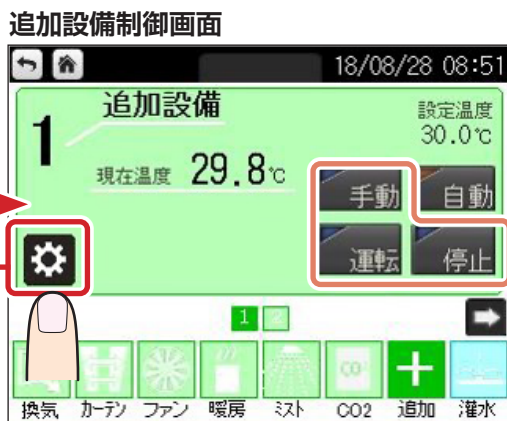 追加設備制御画面
18/08/28 08:51
1
追加設備
設定温度
30.0℃
現在温度 29.8℃
手動 自動
運転 停止
1 2
CO2
換気 カーテン ファン 暖房 ミスト CO2 追加 灌水